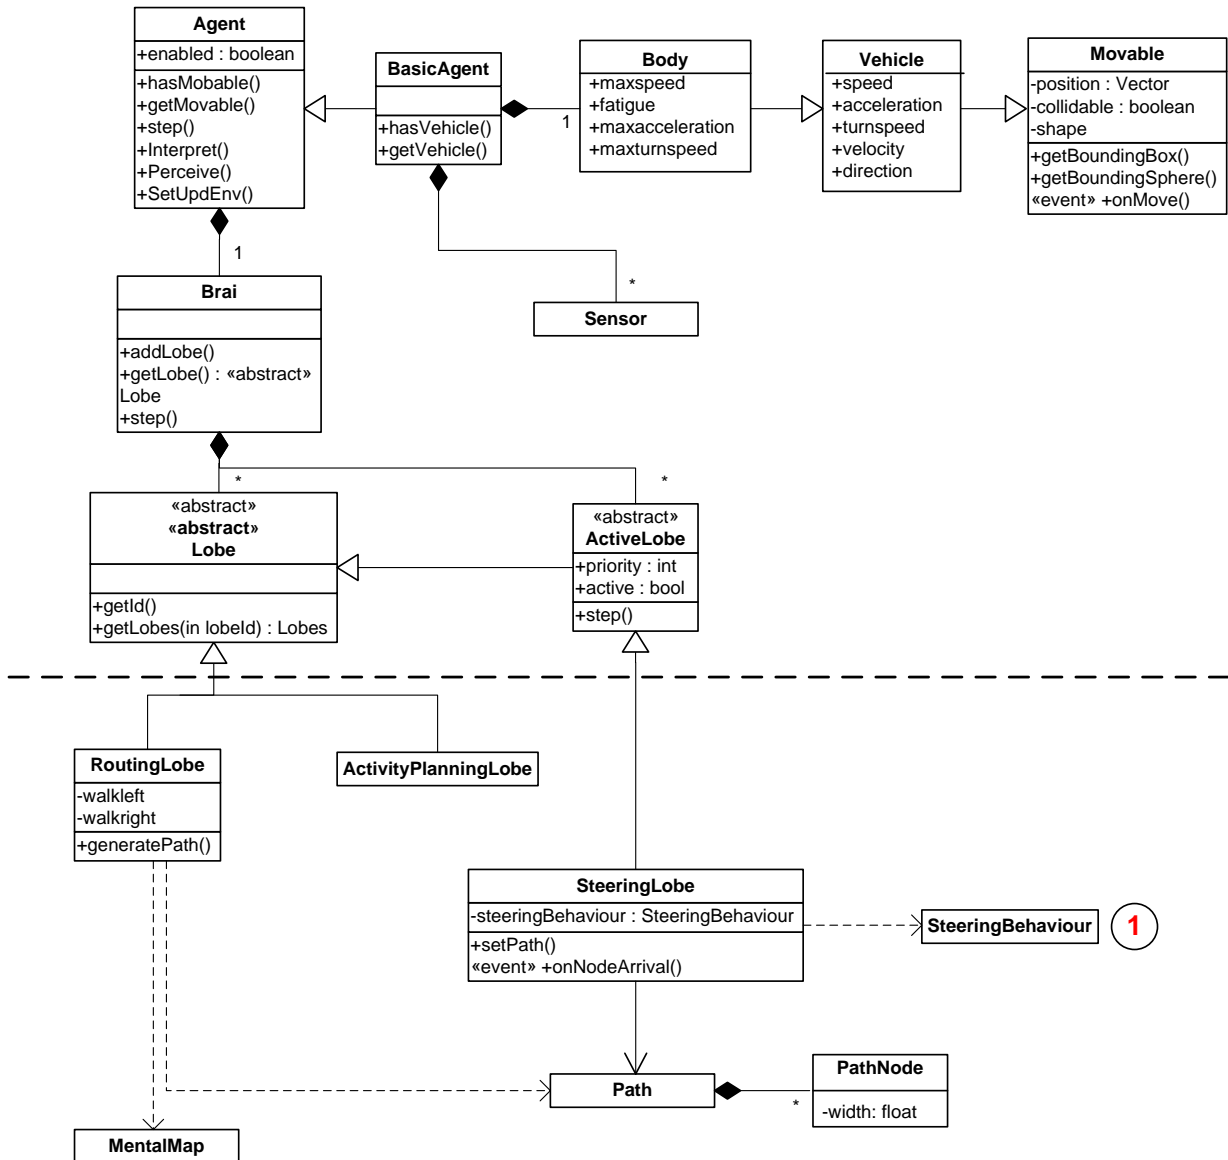 Agent
+enabled : boolean
+hasMobable()
+getMovable()
+step()
+Interpret()
+Perceive()
+SetUpdEnv()
BasicAgent
+hasVehicle()
+getVehicle()
1
Body
+maxspeed
+fatigue
+maxacceleration
+maxturnspeed
Vehicle
+speed
+acceleration
+turnspeed
+velocity
+direction
Movable
-position : Vector
-collidable : boolean
-shape
+getBoundingBox()
+getBoundingSphere()
«event» +onMove()
1
*
Sensor
Brai
+addLobe()
+getLobe() : «abstract»
Lobe
+step()
*
*
«abstract»
«abstract»
Lobe
+getId()
+getLobes(in lobeId) : Lobes
«abstract»
ActiveLobe
+priority : int
+active : bool
+step()
RoutingLobe
-walkleft
-walkright
+generatePath()
ActivityPlanningLobe
SteeringLobe
-steeringBehaviour : SteeringBehaviour
+setPath()
«event» +onNodeArrival()
SteeringBehaviour
1
Path
*
PathNode
-width: float
MentalMap